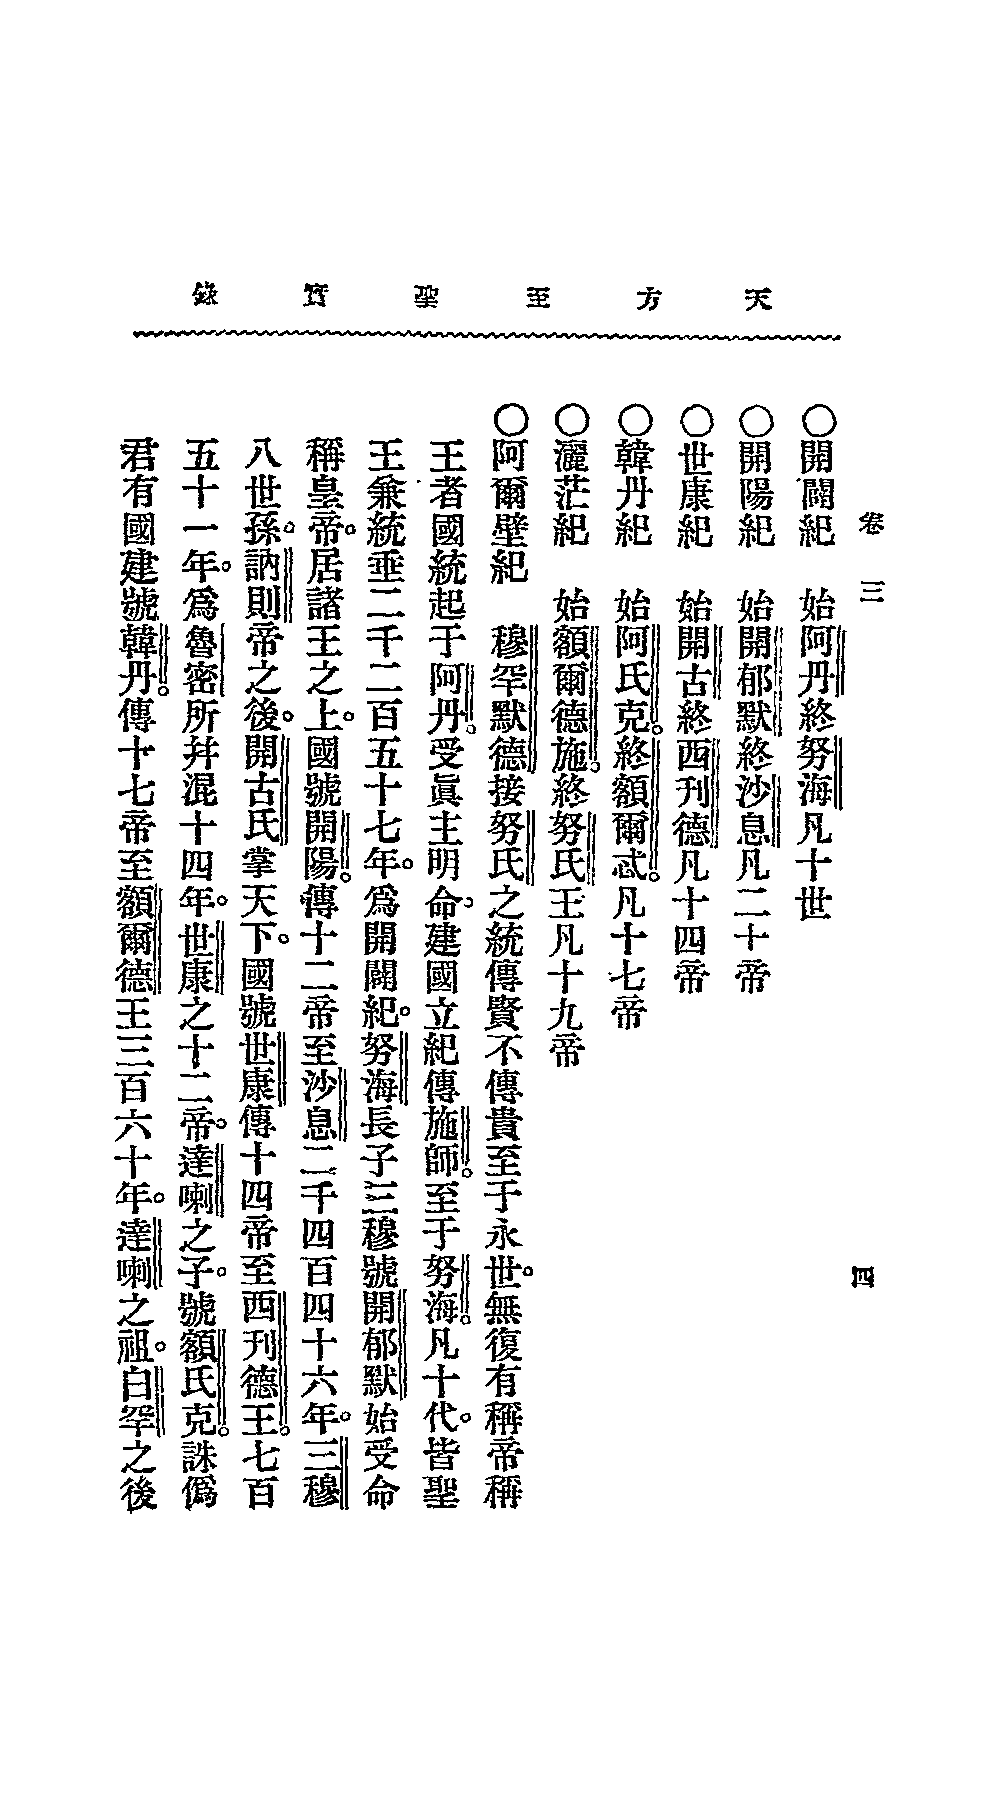 天方至聖實錄
卷三
四
○開闢紀　始阿丹終努海凡十世
○開陽紀　始開郁默終沙息凡二十帝
○世康紀　始開古終西刋德凡十四帝
○韓丹紀　始阿氏克。終額爾忒。凡十七帝
○灑茫紀　始額爾德施。終努氏王凡十九帝
○阿爾壁紀　穆罕默德接努氏之統傳賢不傳貴至于永世。無復有稱帝稱
王者國統起于阿丹。受眞主明命。建國立紀傳施師。至于努海。凡十代。皆聖
王兼統垂二千二百五十七年。爲開闢紀。努海長子三穆號開郁默始受命
稱皇帝。居諸王之上。國號開陽。傳十二帝至沙息二千四百四十六年。三穆
八世孫。訥則帝之後。開古氏掌天下。國號世康傳十四帝至西刋德王。七百
五十一年。爲魯密所幷混十四年。世康之十二帝。達喇之子。號額氏克。誅僞
君有國建號韓丹。傳十七帝至額爾德王三百六十年。達喇之祖。白罕之後